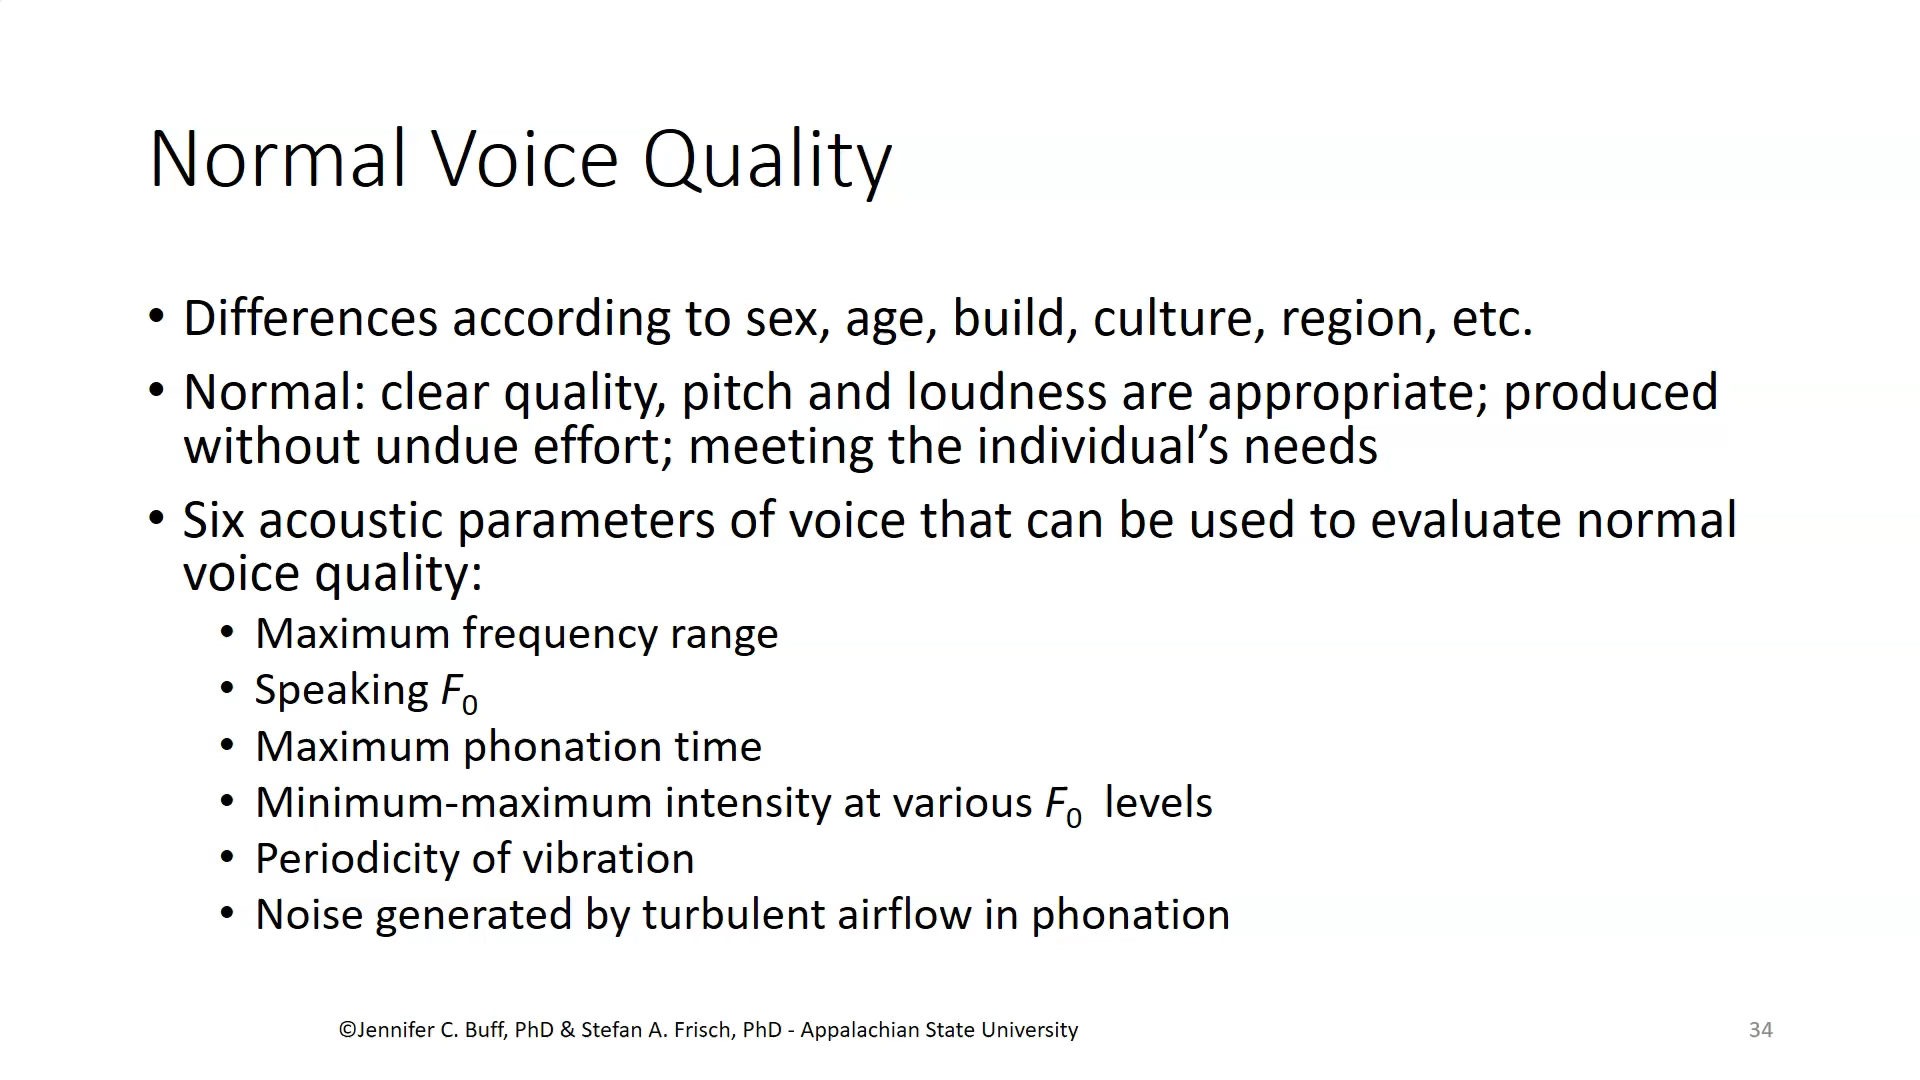 Normal Voice Quality
• Differences according to sex, age, build, culture, region, etc.
• Normal: clear quality, pitch and loudness are appropriate; produced
without undue effort; meeting the individual’s needs
• Six acoustic parameters of voice that can be used to evaluate normal
voice quality:
• Maximum frequency range
• Speaking F0
• Maximum phonation time
• Minimum-maximum intensity at various F0 levels
• Periodicity of vibration
• Noise generated by turbulent airflow in phonation
©Jennifer C. Buff, PhD & Stefan A. Frisch, PhD - Appalachian State University
34